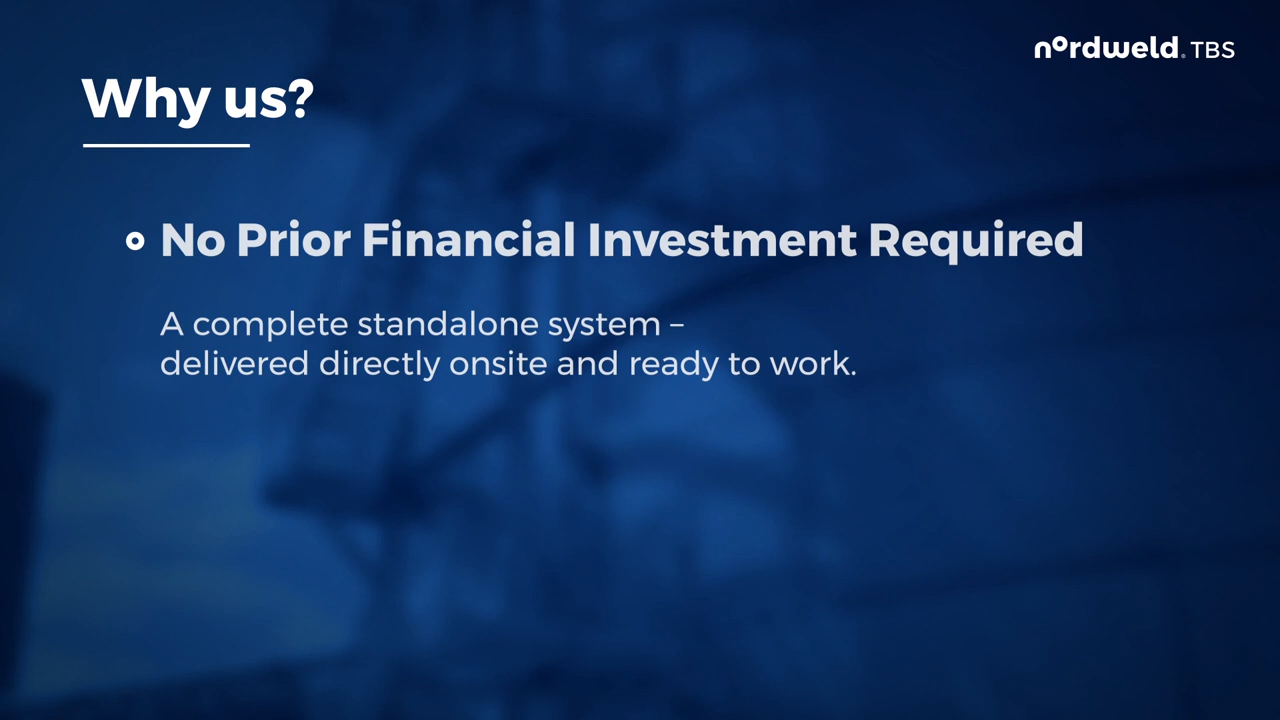 nordweld® TBS
Why us?
No Prior Financial Investment Required
A complete standalone system –
delivered directly onsite and ready to work.